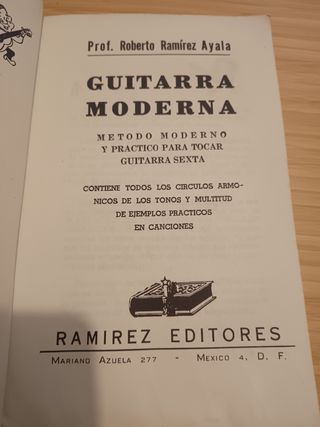 Prof. Roberto Ramírez Ayala
GUITARRA
MODERNA
METODO MODERNO
Y PRACTICO PARA TOCAR
GUITARRA SEXTA
CONTIENE TODOS LOS CIRCULOS ARMO-
NICOS DE LOS TONOS Y MULTITUD
DE EJEMPLOS PRACTICOS
EN CANCIONES
RAMIREZ EDITORES
MARIANO AZUELA 277 - MEXICO 4, D. F.